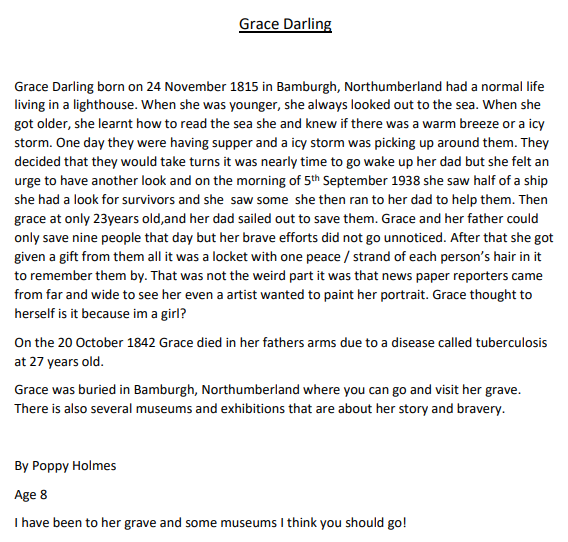 Grace Darling
Grace Darling born on 24 November 1815 in Bamburgh, Northumberland had a normal life
living in a lighthouse. When she was younger, she always looked out to the sea. When she
got older, she learnt how to read the sea she and knew if there was a warm breeze or a icy
storm. One day they were having supper and a icy storm was picking up around them. They
decided that they would take turns it was nearly time to go wake up her dad but she felt an
urge to have another look and on the morning of 5th September 1938 she saw half of a ship
she had a look for survivors and she  saw some  she then ran to her dad to help them. Then
grace at only 23years old,and her dad sailed out to save them. Grace and her father could
only save nine people that day but her brave efforts did not go unnoticed. After that she got
given a gift from them all it was a locket with one peace / strand of each person's hair in it
to remember them by. That was not the weird part it was that news paper reporters came
from far and wide to see her even a artist wanted to paint her portrait. Grace thought to
herself is it because im a girl?
On the 20 October 1842 Grace died in her fathers arms due to a disease called tuberculosis
at 27 years old.
Grace was buried in Bamburgh, Northumberland where you can go and visit her grave.
There is also several museums and exhibitions that are about her story and bravery.
By Poppy Holmes
Age 8
I have been to her grave and some museums I think you should go!